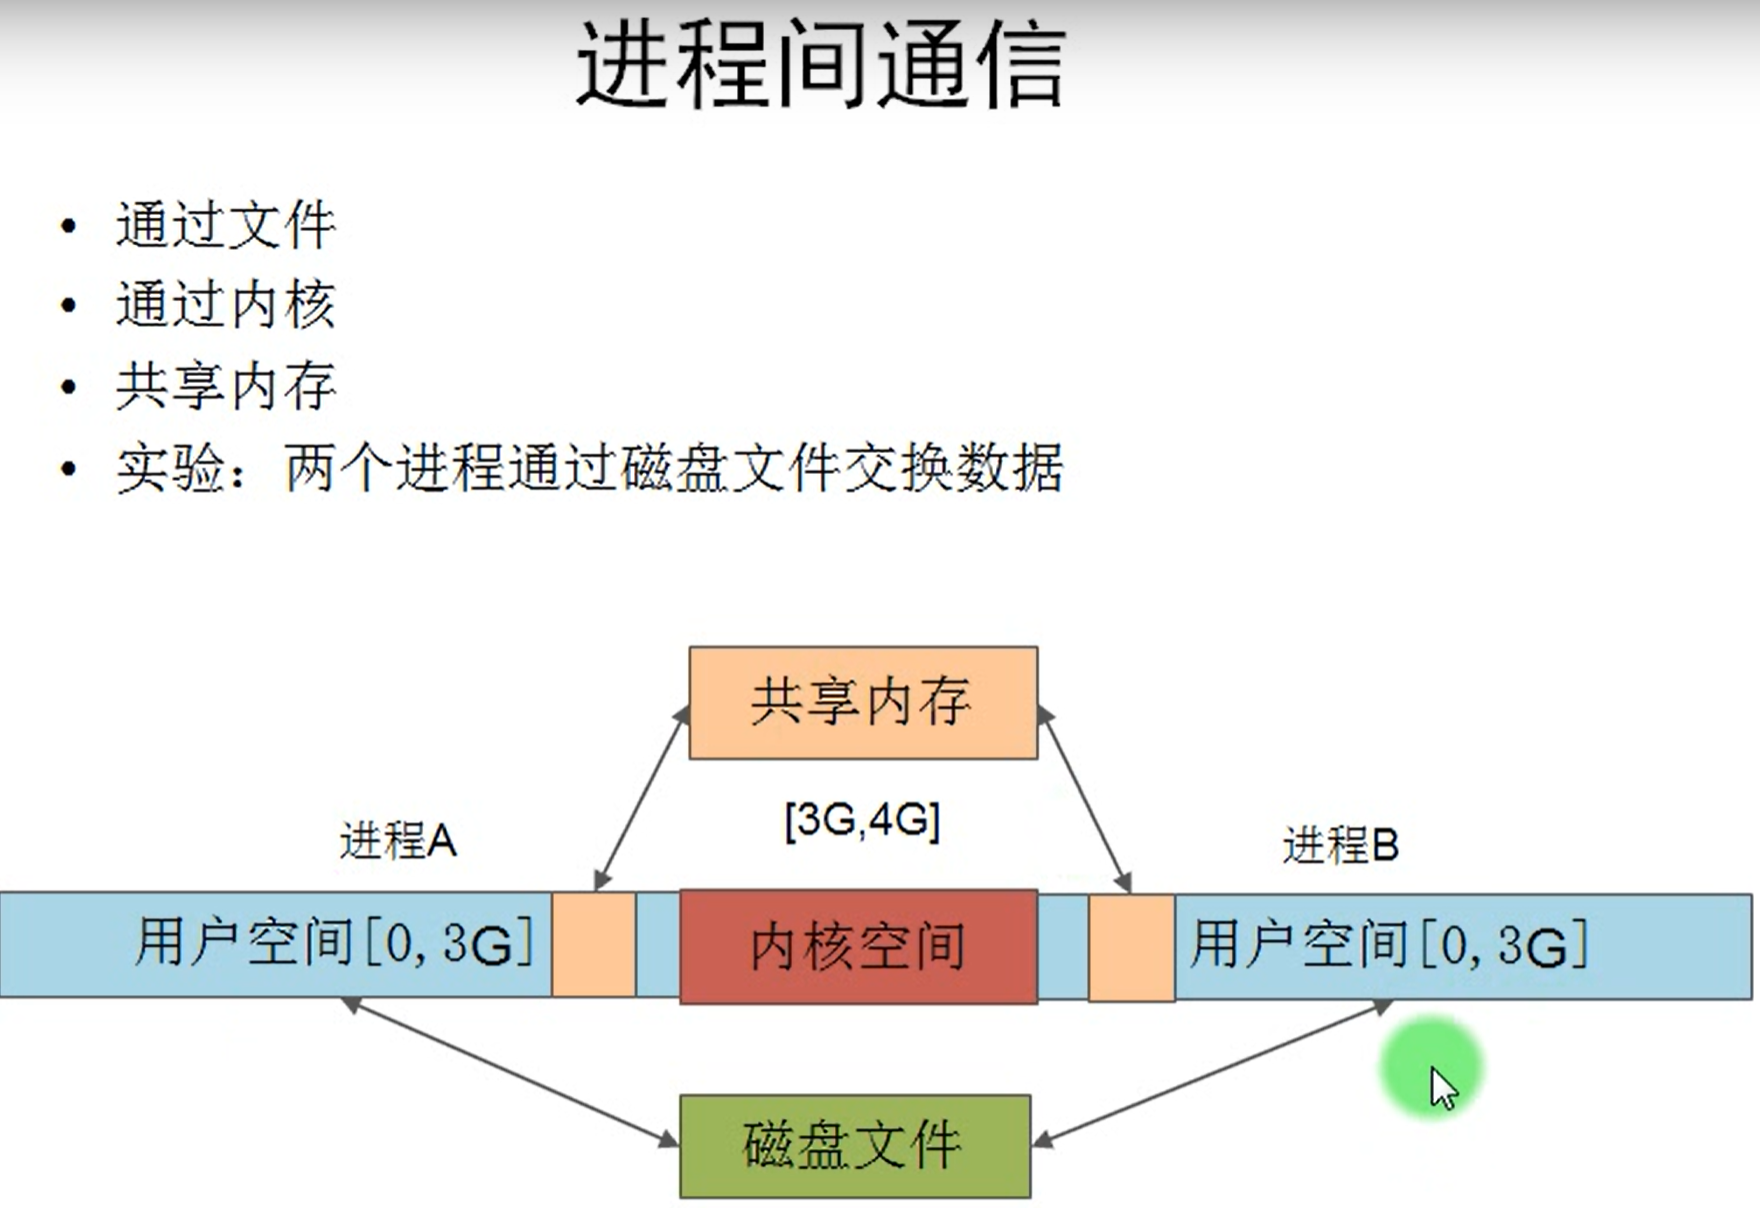 进程间通信
• 通过文件
• 通过内核
• 共享内存
• 实验：两个进程通过磁盘文件交换数据
共享内存
[3G,4G]
进程A
进程B
用户空间[0,3G]
内核空间
用户空间[0,3G]
磁盘文件